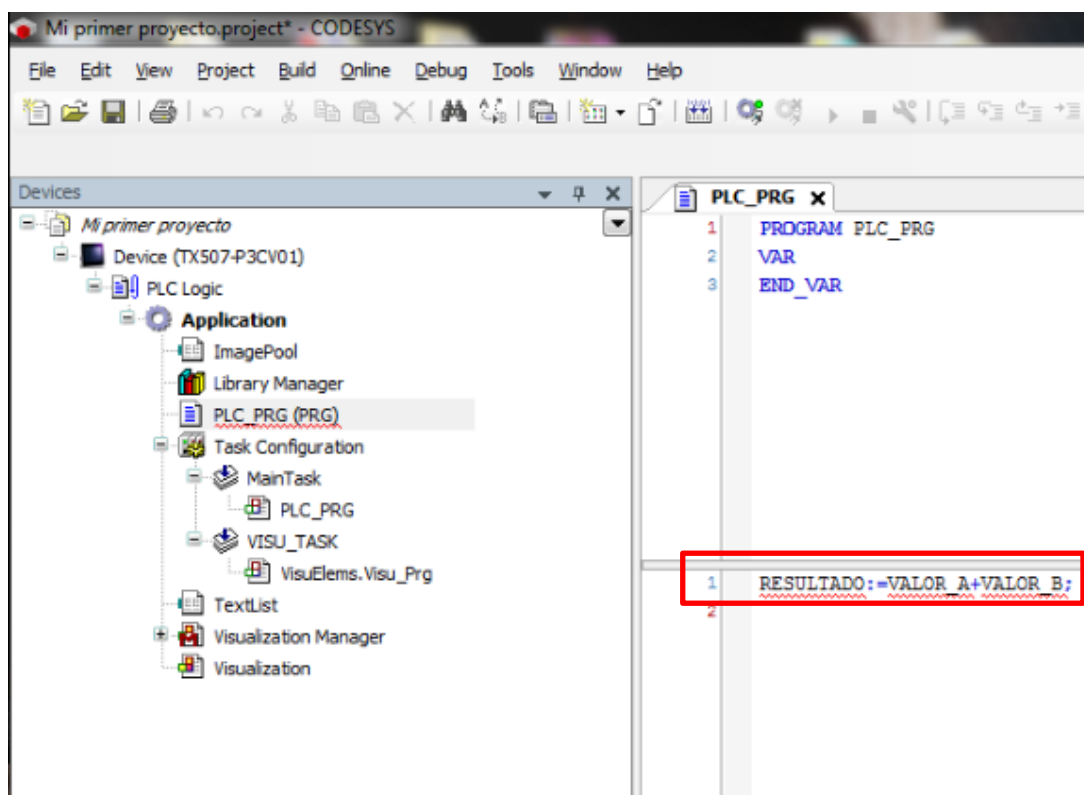 Mi primer proyecto.project* - CODESYS
File Edit View Project Build Online Debug Tools Window Help
Devices
Mi primer proyecto
Device (TX507-P3CV01)
PLC Logic
Application
ImagePool
Library Manager
PLC_PRG (PRG)
Task Configuration
MainTask
PLC_PRG
VISU_TASK
VisuElems.Visu_Prg
TextList
Visualization Manager
Visualization
PLC_PRG
1 PROGRAM PLC_PRG
2 VAR
3 END_VAR
1 RESULTADO:=VALOR_A+VALOR_B;
2